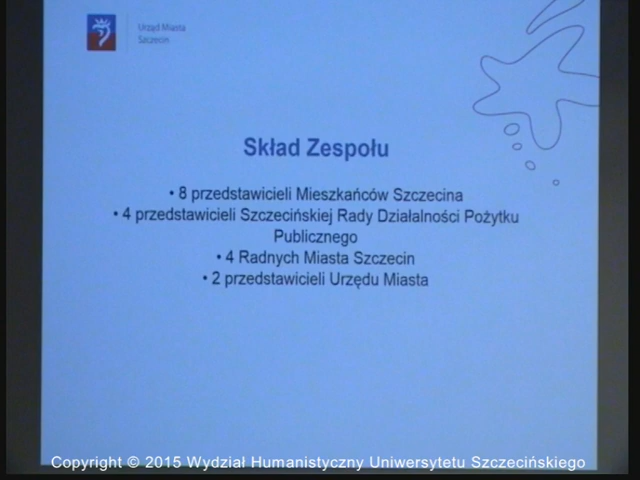 Urząd Miasta
Szczecin
Skład Zespołu
• 8 przedstawicieli Mieszkańców Szczecina
• 4 przedstawicieli Szczecińskiej Rady Działalności Pożytku
Publicznego
• 4 Radnych Miasta Szczecin
• 2 przedstawicieli Urzędu Miasta
Copyright © 2015 Wydział Humanistyczny Uniwersytetu Szczecińskiego